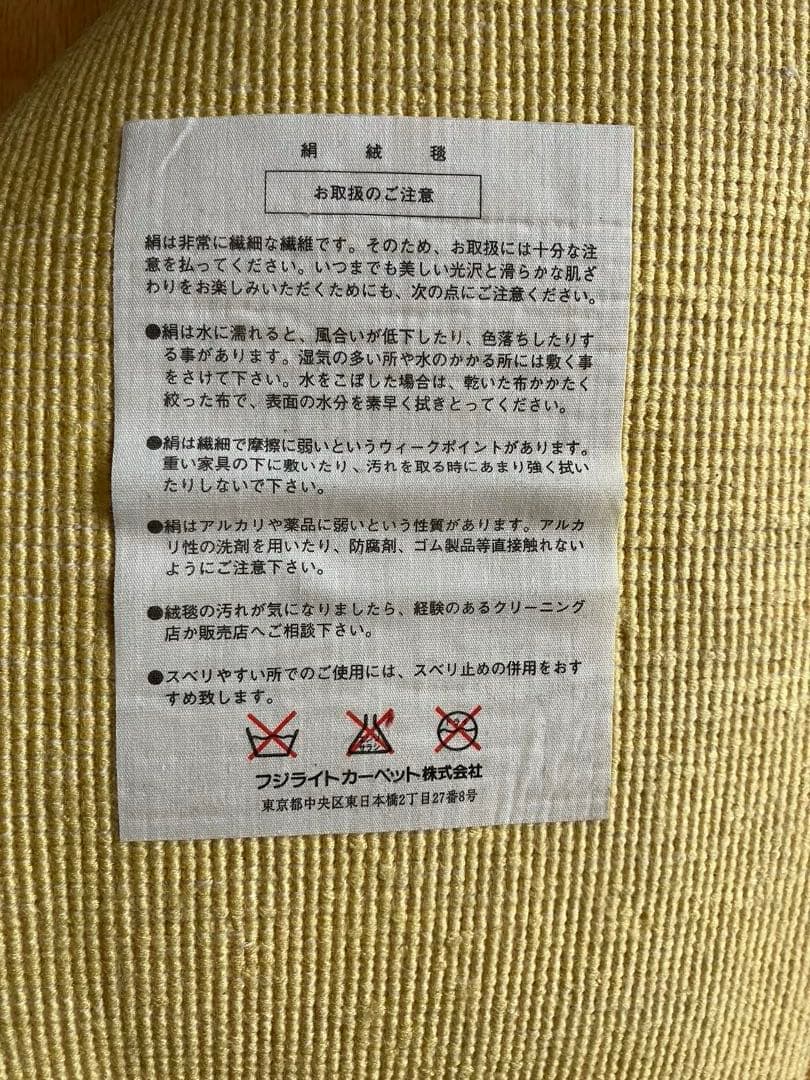 絹 絨 毯
お取扱のご注意
絹は非常に繊細な繊維です。そのため、お取扱には十分な注
意を払ってください。いつまでも美しい光沢と滑らかな肌ざ
わりをお楽しみいただくためにも、次の点にご注意ください。
●絹は水に濡れると、風合いが低下したり、色落ちしたりす
る事があります。湿気の多い所や水のかかる所には敷く事
をさけて下さい。水をこぼした場合は、乾いた布かかたく
絞った布で、表面の水分を素早く拭きとってください。
●絹は繊細で摩擦に弱いというウィークポイントがあります。
重い家具の下に敷いたり、汚れを取る時にあまり強く拭い
たりしないで下さい。
●絹はアルカリや薬品に弱いという性質があります。アルカ
リ性の洗剤を用いたり、防腐剤、ゴム製品等直接触れない
ようにご注意下さい。
●絨毯の汚れが気になりましたら、経験のあるクリーニング
店か販売店へご相談下さい。
●スベリやすい所でのご使用には、スベリ止めの併用をおす
すめ致します。
フジライトカーペット株式会社
東京都中央区東日本橋2丁目27番8号